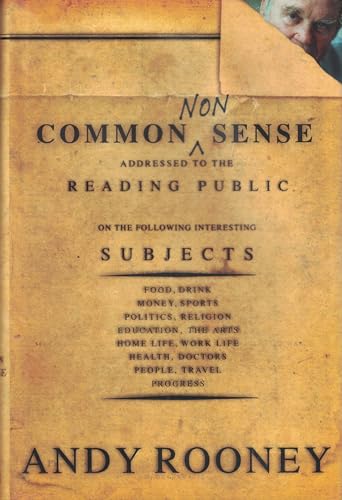 NON
COMMON SENSE
ADDRESSED TO THE
READING PUBLIC
ON THE FOLLOWING INTERESTING
SUBJECTS
FOOD, DRINK
MONEY, SPORTS
POLITICS, RELIGION
EDUCATION, THE ARTS
HOME LIFE, WORK LIFE
HEALTH, DOCTORS
PEOPLE, TRAVEL
PROGRESS
ANDY ROONEY